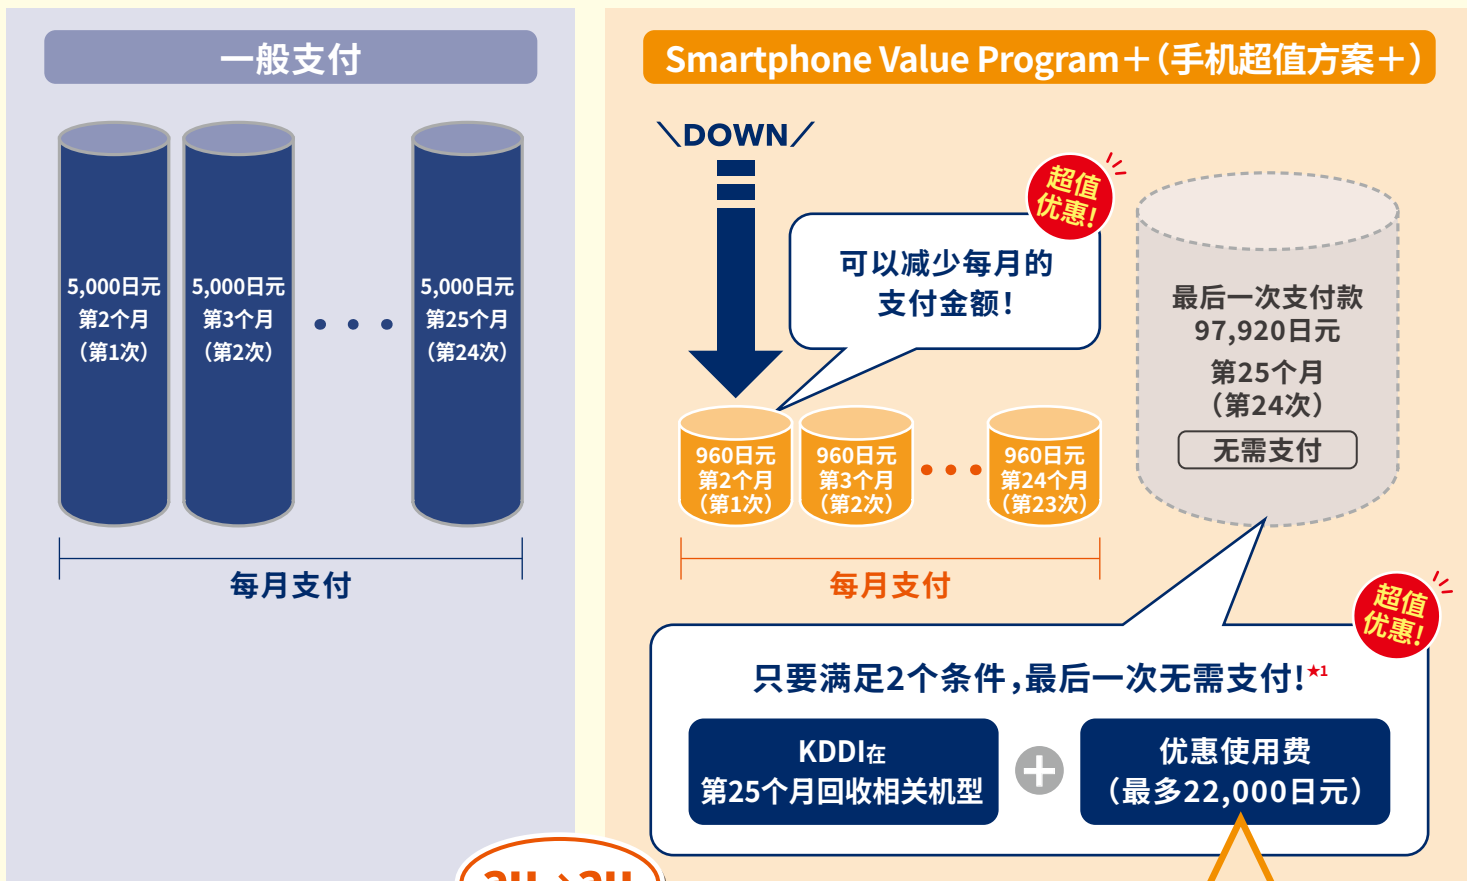 一般支付
5,000日元
第2个月
（第1次）
5,000日元
第3个月
（第2次）
5,000日元
第25个月
（第24次）
每月支付
Smartphone Value Program＋（手机超值方案＋）
＼DOWN／
超值
优惠！
可以减少每月的
支付金额！
960日元
第2个月
（第1次）
960日元
第3个月
（第2次）
960日元
第24个月
（第23次）
每月支付
最后一次支付款
97,920日元
第25个月
（第24次）
无需支付
超值
优惠！
只要满足2个条件，最后一次无需支付！★1
KDDI在
第25个月回收相关机型
+
优惠使用费
（最多22,000日元）